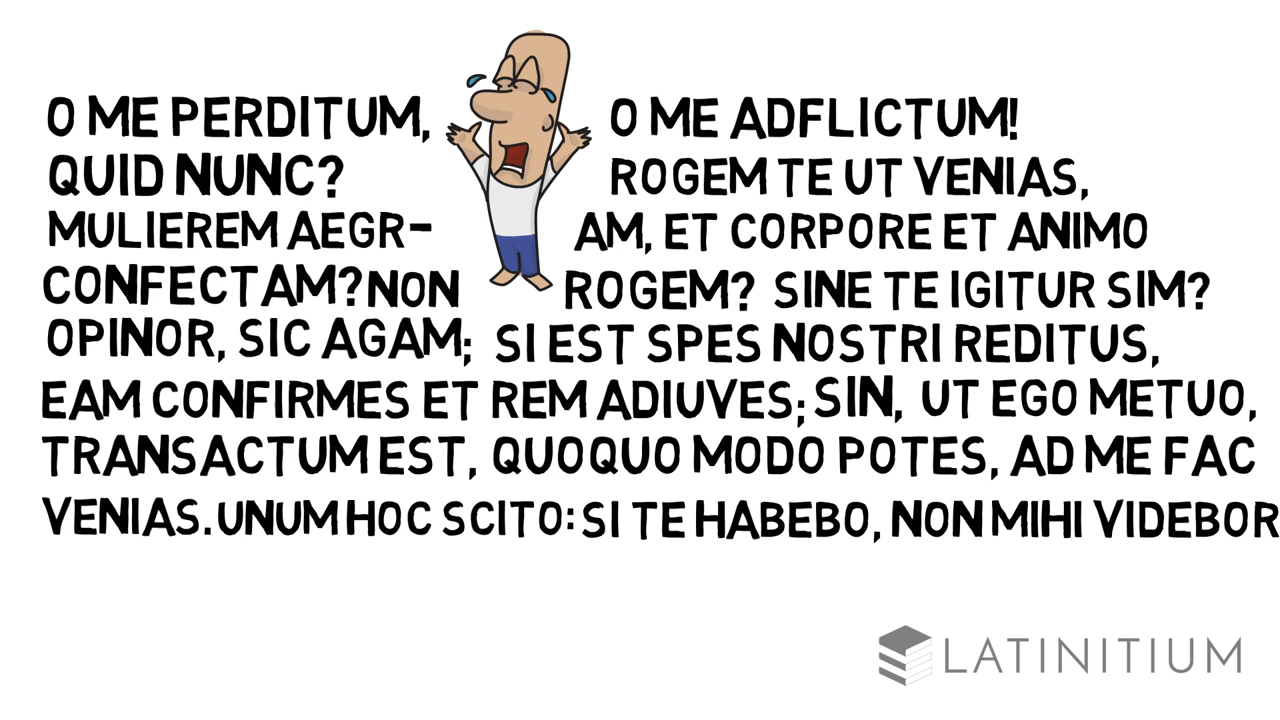 O ME PERDITUM, O ME ADFLICTUM!
QUID NUNC? ROGEM TE UT VENIAS,
MULIEREM AEGR- AM, ET CORPORE ET ANIMO
CONFECTAM? NON ROGEM? SINE TE IGITUR SIM?
OPINOR, SIC AGAM; SI EST SPES NOSTRI REDITUS,
EAM CONFIRMES ET REM ADIUVES; SIN, UT EGO METUO,
TRANSACTUM EST, QUOQUO MODO POTES, AD ME FAC
VENIAS. UNUM HOC SCITO: SI TE HABEBO, NON MIHI VIDEBOR
LATINITIUM